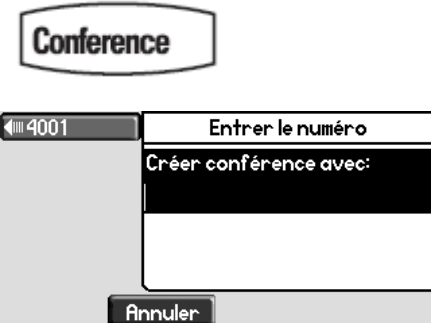 Conference
4001
Entrer le numéro
Créer conférence avec:
Annuler